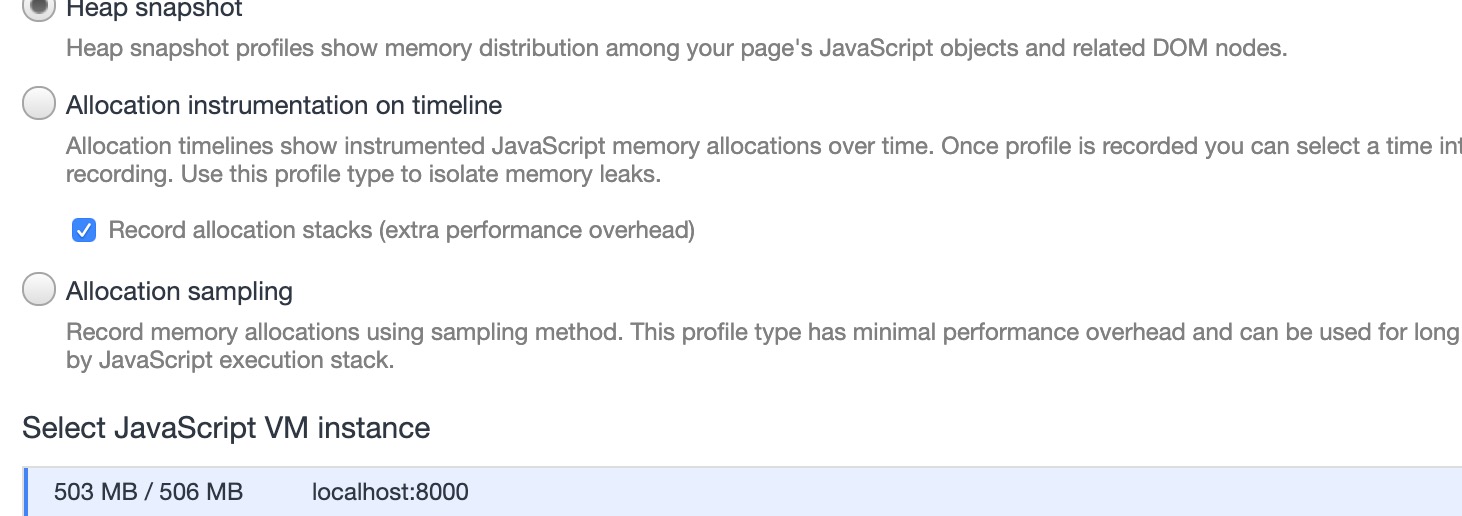 Heap snapshot
Heap snapshot profiles show memory distribution among your page's JavaScript objects and related DOM nodes.
Allocation instrumentation on timeline
Allocation timelines show instrumented JavaScript memory allocations over time. Once profile is recorded you can select a time int
recording. Use this profile type to isolate memory leaks.
Record allocation stacks (extra performance overhead)
Allocation sampling
Record memory allocations using sampling method. This profile type has minimal performance overhead and can be used for long
by JavaScript execution stack.
Select JavaScript VM instance
503 MB / 506 MB localhost:8000